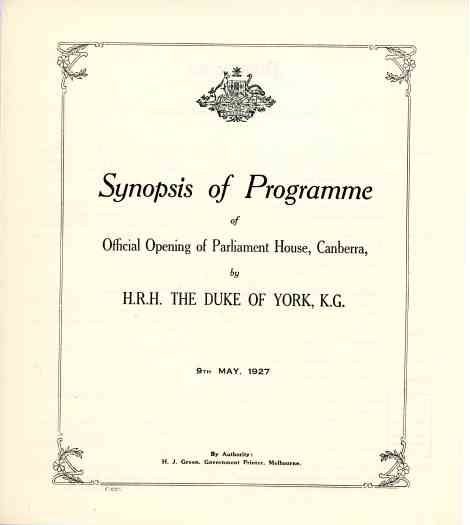 Synopsis of Programme
of
Official Opening of Parliament House, Canberra,
by
H.R.H. THE DUKE OF YORK, K.G.
9TH MAY, 1927
By Authority:
H. J. Green, Government Printer, Melbourne.